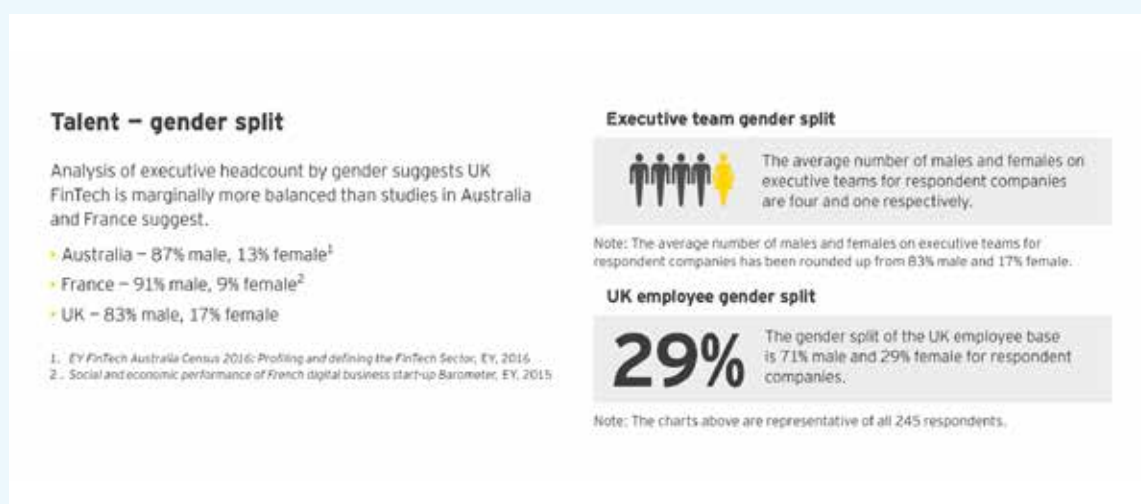 Talent – gender split
Analysis of executive headcount by gender suggests UK
FinTech is marginally more balanced than studies in Australia
and France suggest.
Australia – 87% male, 13% female¹
France – 91% male, 9% female²
UK – 83% male, 17% female
1. EY FinTech Australia Census 2016: Profiling and defining the FinTech Sector, EY, 2016
2. Social and economic performance of French digital business start-up Barometer, EY, 2015
Executive team gender split
The average number of males and females on
executive teams for respondent companies
are four and one respectively.
Note: The average number of males and females on executive teams for
respondent companies has been rounded up from 83% male and 17% female.
UK employee gender split
29%
The gender split of the UK employee base
is 71% male and 29% female for respondent
companies.
Note: The charts above are representative of all 245 respondents.